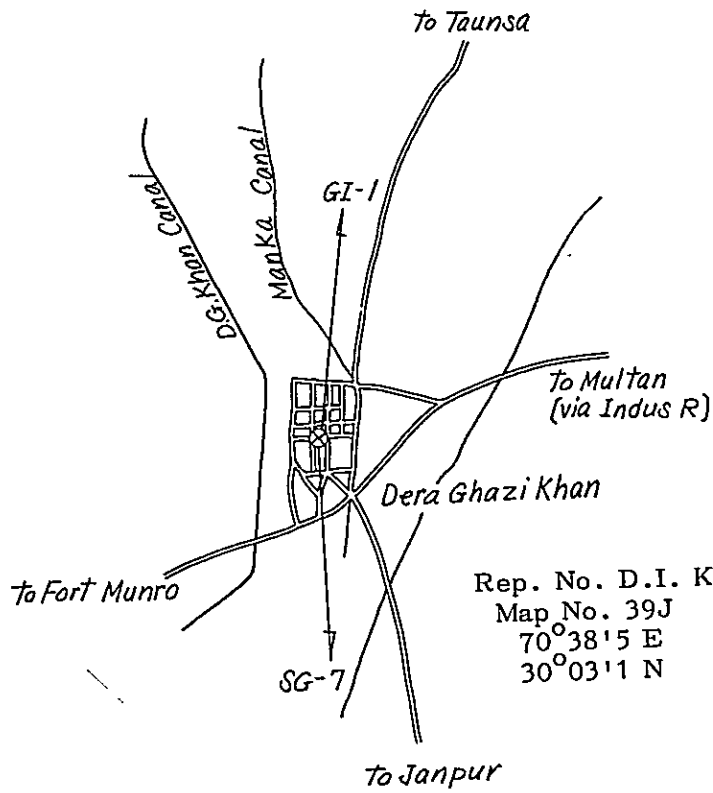 to Taunsa
GI-1
Manka Canal
D.G.Khan Canal
to Multan
(via Indus R)
Dera Ghazi Khan
to Fort Munro
Rep. No. D.I. K
Map No. 39J
70°38'5 E
30°03'1 N
SG-7
to Janpur